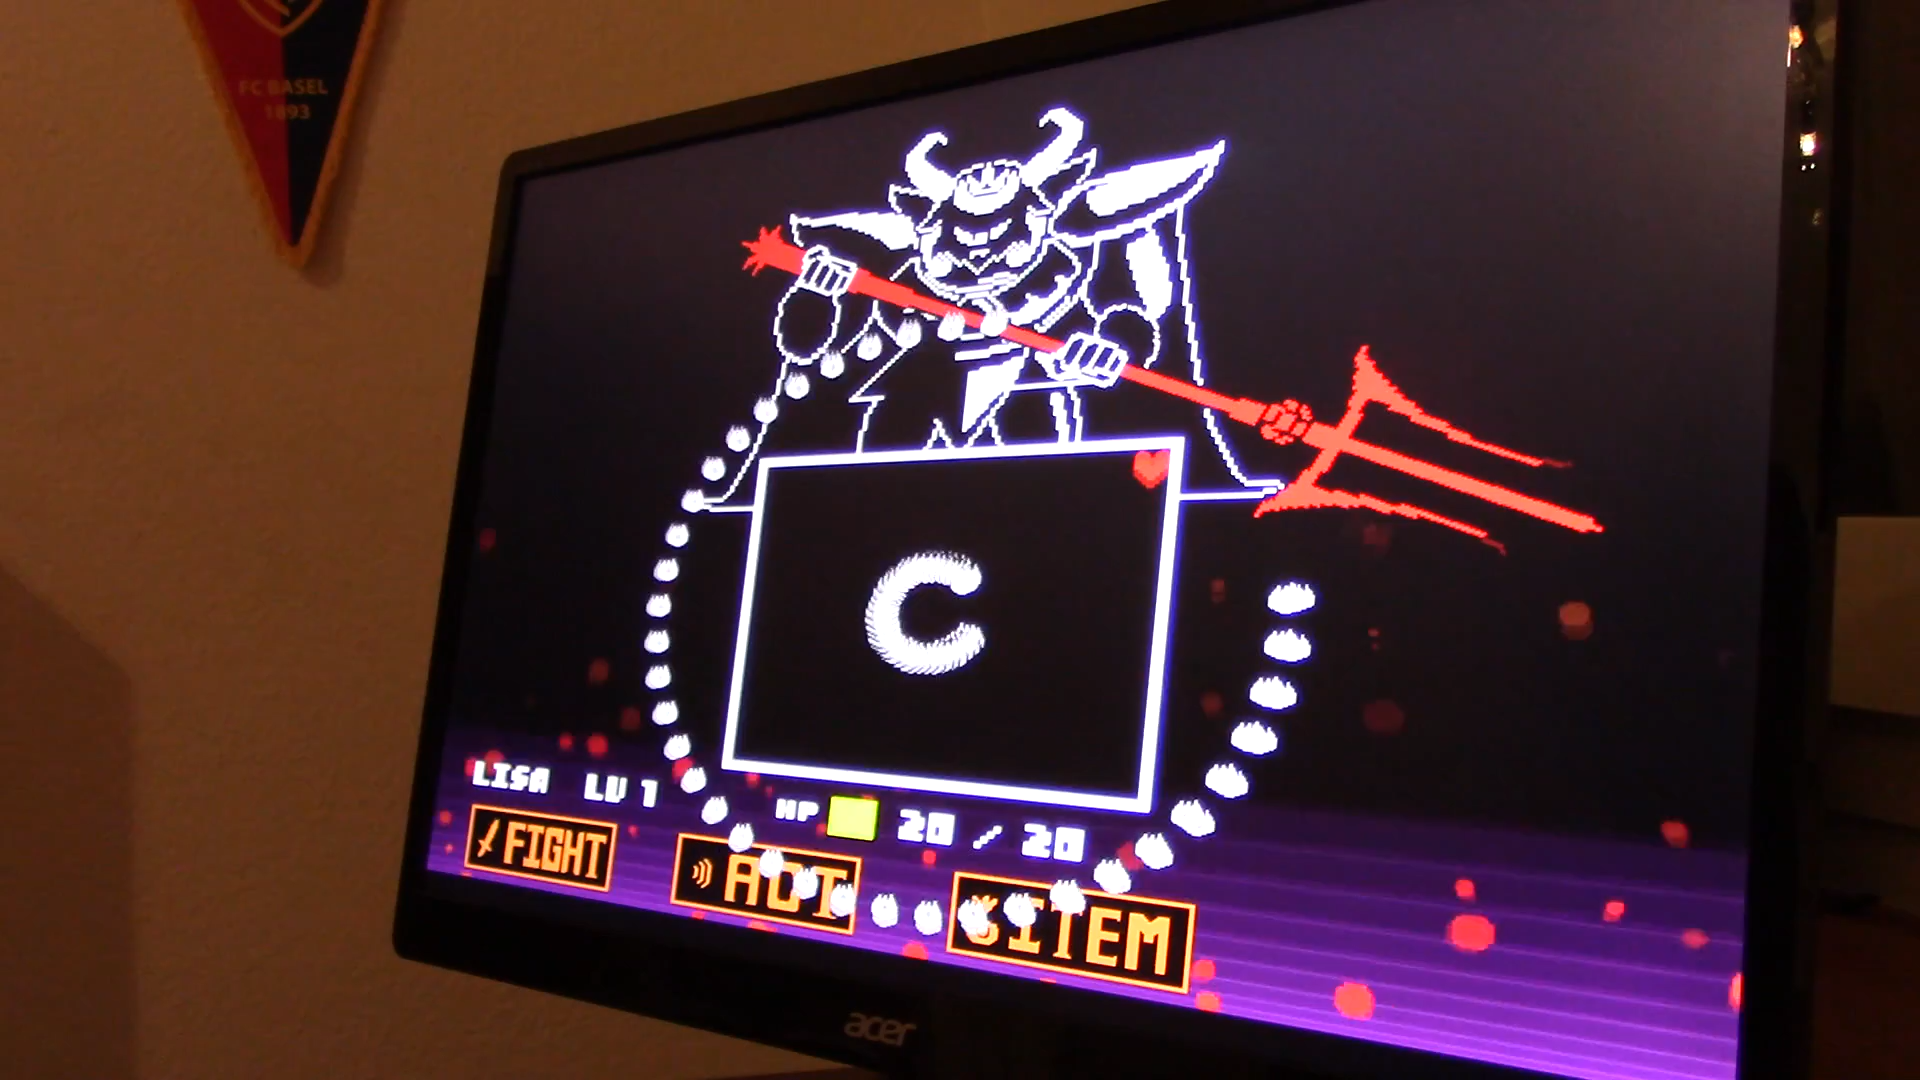 FC BASEL
1893
C
LISA LV 1 HP 20 / 20
FIGHT ACT ITEM
acer